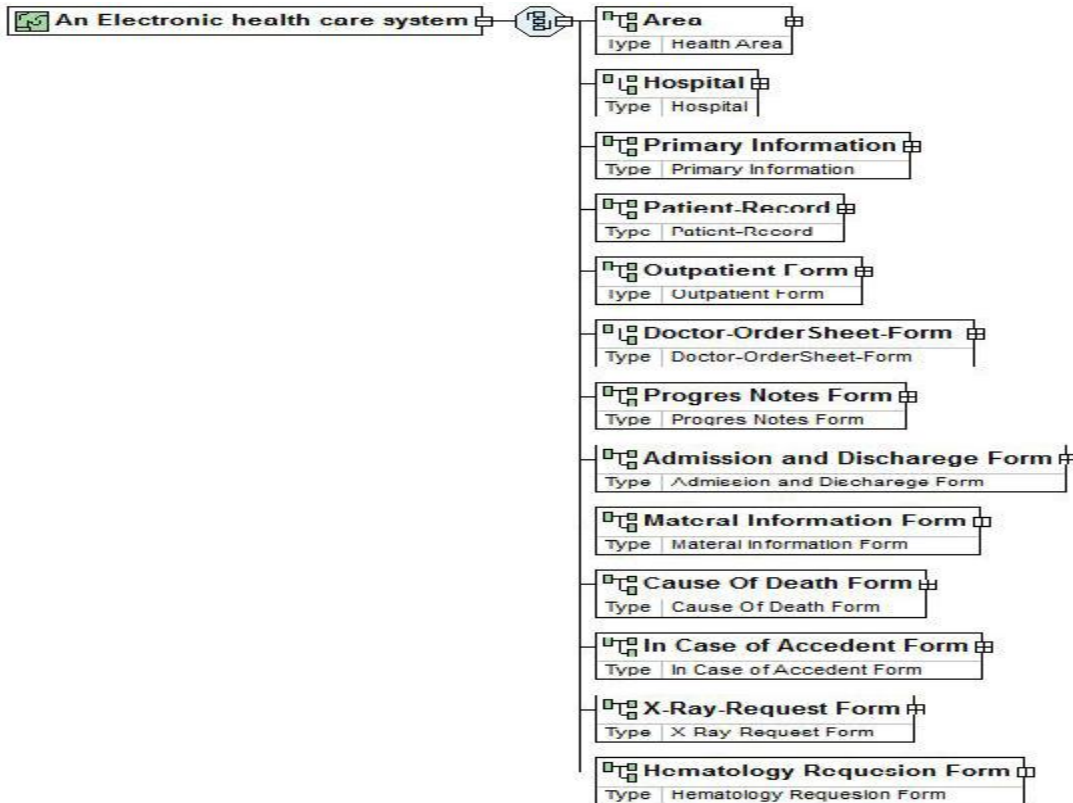 An Electronic health care system
Area
Type Health Area
Hospital
Type Hospital
Primary Information
Type Primary Information
Patient-Record
Type Patient-Record
Outpatient Form
Type Outpatient Form
Doctor-OrderSheet-Form
Type Doctor-OrderSheet-Form
Progres Notes Form
Type Progres Notes Form
Admission and Discharege Form
Type Admission and Discharege Form
Materal Information Form
Type Materal Information Form
Cause Of Death Form
Type Cause Of Death Form
In Case of Accedent Form
Type In Case of Accedent Form
X-Ray-Request Form
Type X-Ray-Request Form
Hematology Requesion Form
Type Hematology Requesion Form